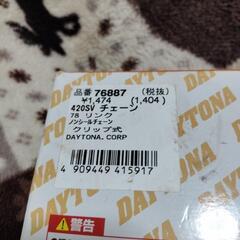 DAYTONA
品番 76887 (税抜)
¥1,474 (1,404)
420SV チェーン
78 リンク
ノンシールチェーン
クリップ式
DAYTONA. CORP
4 909449 415917
警告